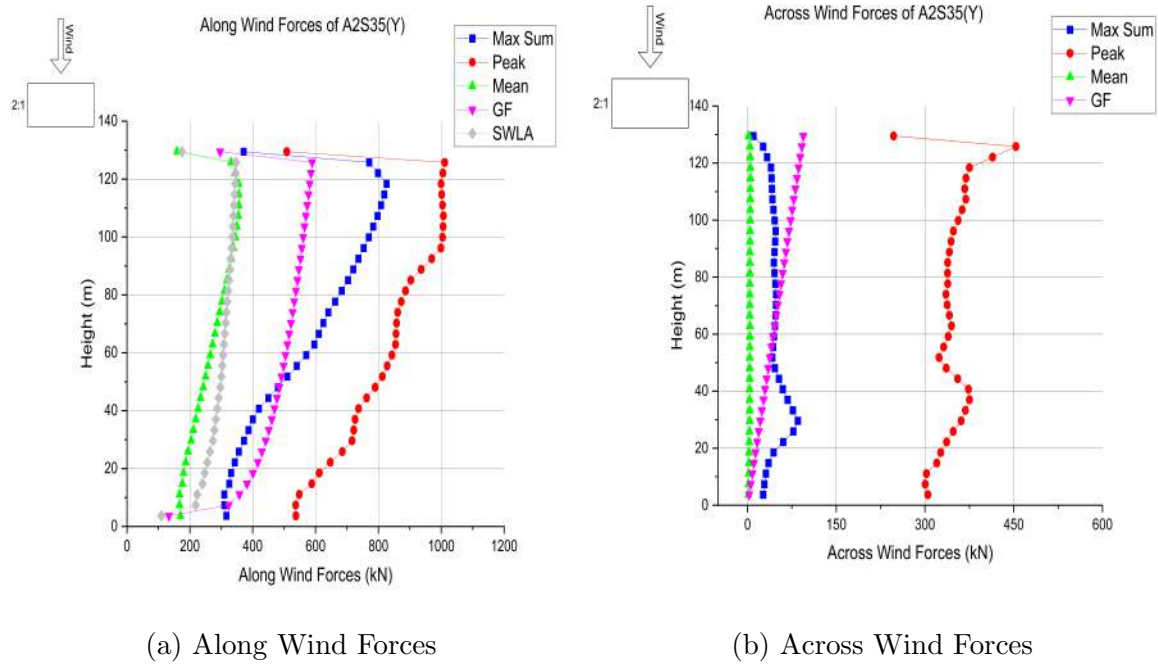 Wind
Along Wind Forces of A2S35(Y)
2:1
Max Sum
Peak
Mean
GF
SWLA
140
120
100
80
60
40
20
0
Height (m)
0 200 400 600 800 1000 1200
Along Wind Forces (kN)
(a) Along Wind Forces
Wind
Across Wind Forces of A2S35(Y)
2:1
Max Sum
Peak
Mean
GF
140
120
100
80
60
40
20
0
Height (m)
0 300 450 600
Across Wind Forces (kN)
(b) Across Wind Forces